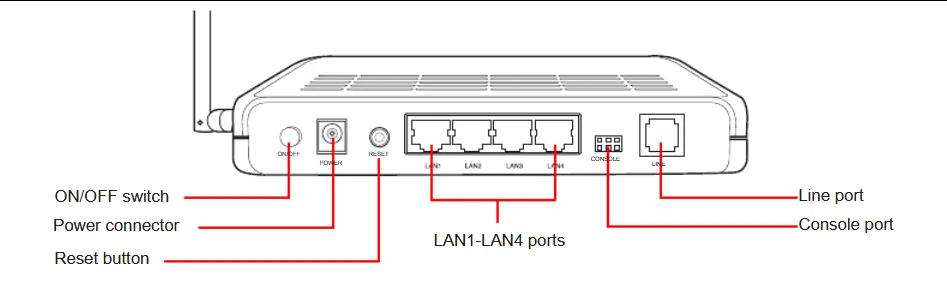 ON/OFF
POWER
RESET
LAN1
LAN2
LAN3
LAN4
CONSOLE
LINE
ON/OFF switch
Power connector
Reset button
LAN1-LAN4 ports
Line port
Console port